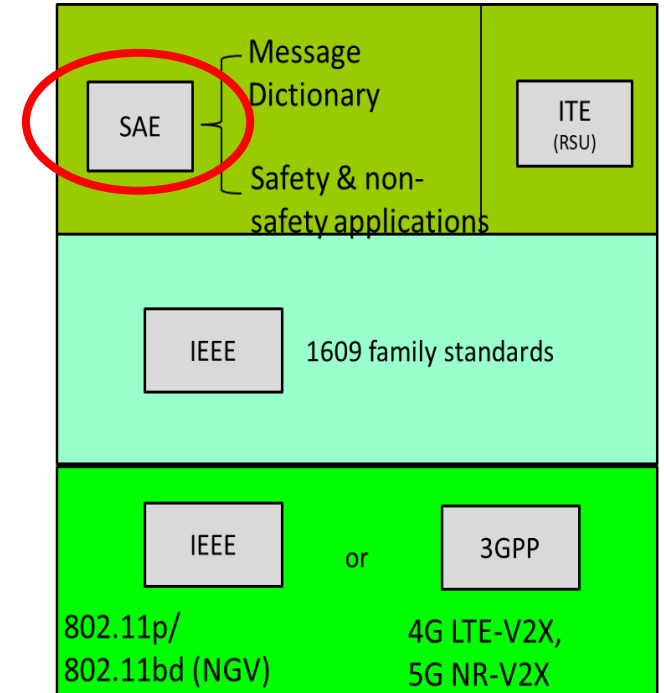 Message
Dictionary
SAE
Safety & non-
safety applications
ITE
(RSU)
IEEE
1609 family standards
IEEE
or
3GPP
802.11p/
802.11bd (NGV)
4G LTE-V2X,
5G NR-V2X